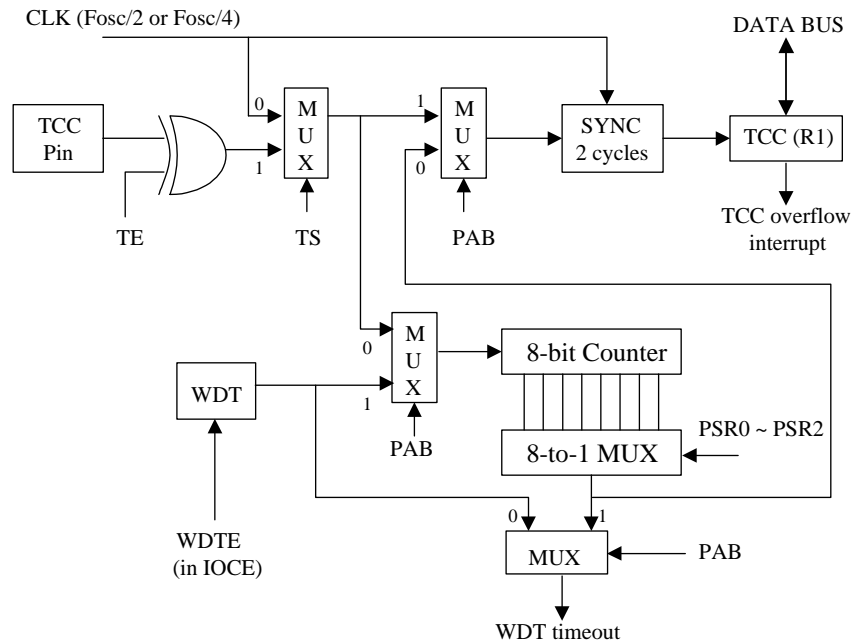 CLK (Fosc/2 or Fosc/4)
DATA BUS
TCC
Pin
0
1
M
U
X
1
0
M
U
X
SYNC
2 cycles
TCC (R1)
TE
TS
PAB
TCC overflow
interrupt
0
1
M
U
X
8-bit Counter
WDT
PAB
8-to-1 MUX
PSR0 ~ PSR2
WDTE
(in IOCE)
0
1
MUX
PAB
WDT timeout